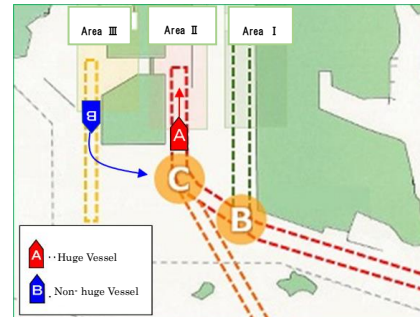 Area Ⅲ
Area Ⅱ
Area Ⅰ
B
A
C
B
A ‥Huge Vessel
B . Non- huge Vessel